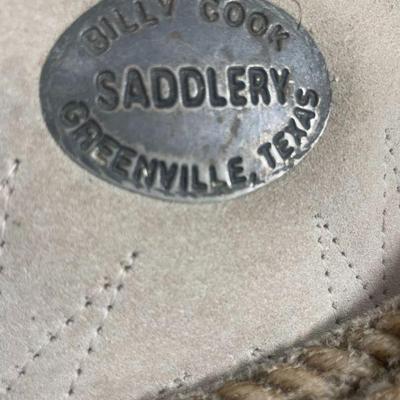 BILLY COOK
SADDLERY
GREENVILLE, TEXAS